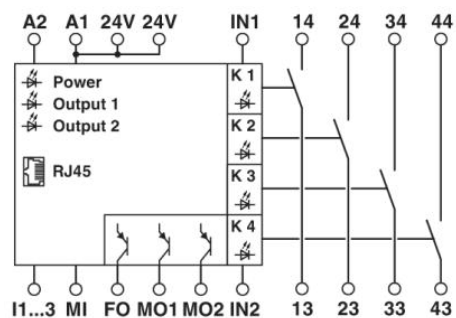 A2 A1 24V 24V IN1 14 24 34 44
K 1
Power
Output 1
K 2
Output 2
RJ45
K 3
K 4
I1...3 MI FO MO1 MO2 IN2 13 23 33 43